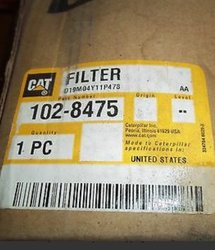 CAT
FILTER
019M04Y11P478
AA
Part Number
Origin
Level
102-8475
--
Quantity
1 PC
Caterpillar Inc.
Peoria, Illinois 61629 USA
www.cat.com
Made to Caterpillar
specifications in:
UNITED STATES